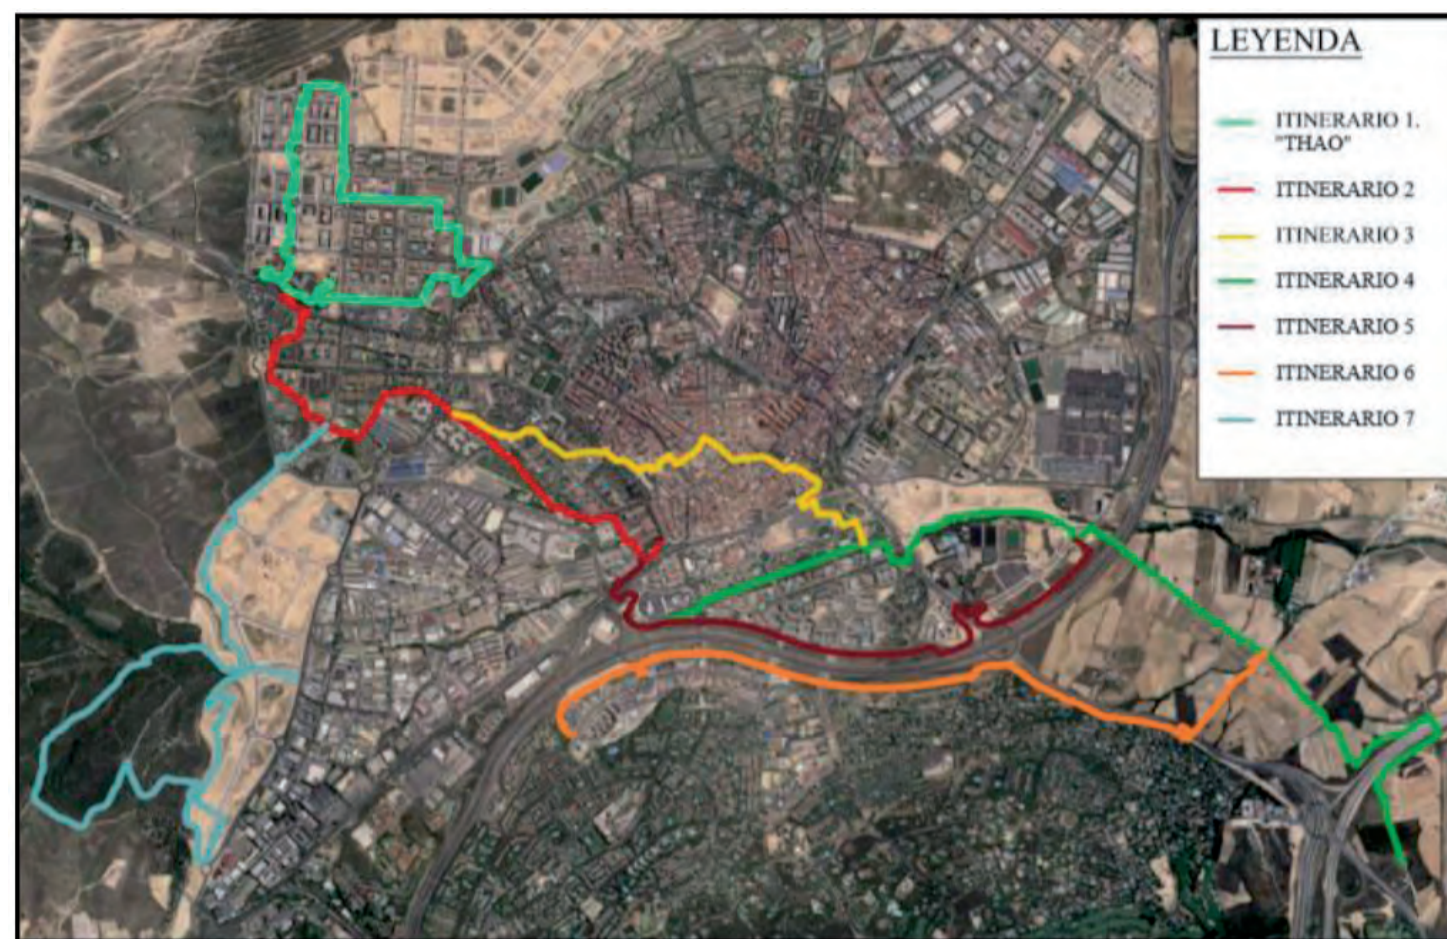 LEYENDA
ITINERARIO 1.
"THAO"
ITINERARIO 2
ITINERARIO 3
ITINERARIO 4
ITINERARIO 5
ITINERARIO 6
ITINERARIO 7